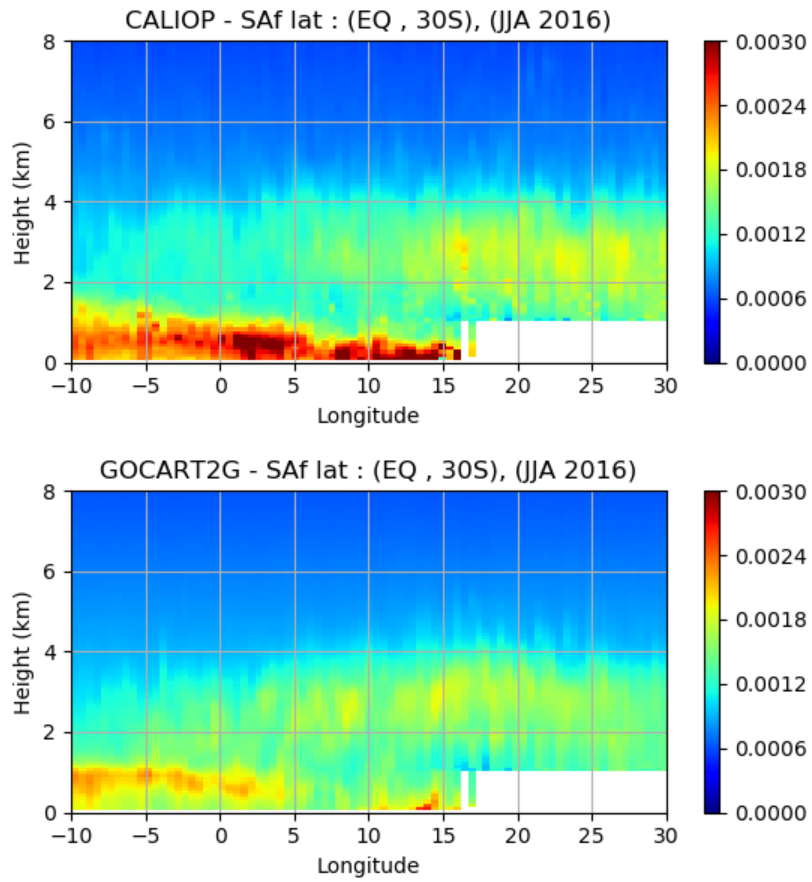 CALIOP - SAf lat : (EQ , 30S), (JJA 2016)
8
6
4
2
0
Height (km)
−10 −5 0 5 10 15 20 25 30
Longitude
0.0030
0.0024
0.0018
0.0012
0.0006
0.0000
GOCART2G - SAf lat : (EQ , 30S), (JJA 2016)
8
6
4
2
0
Height (km)
−10 −5 0 5 10 15 20 25 30
Longitude
0.0030
0.0024
0.0018
0.0012
0.0006
0.0000